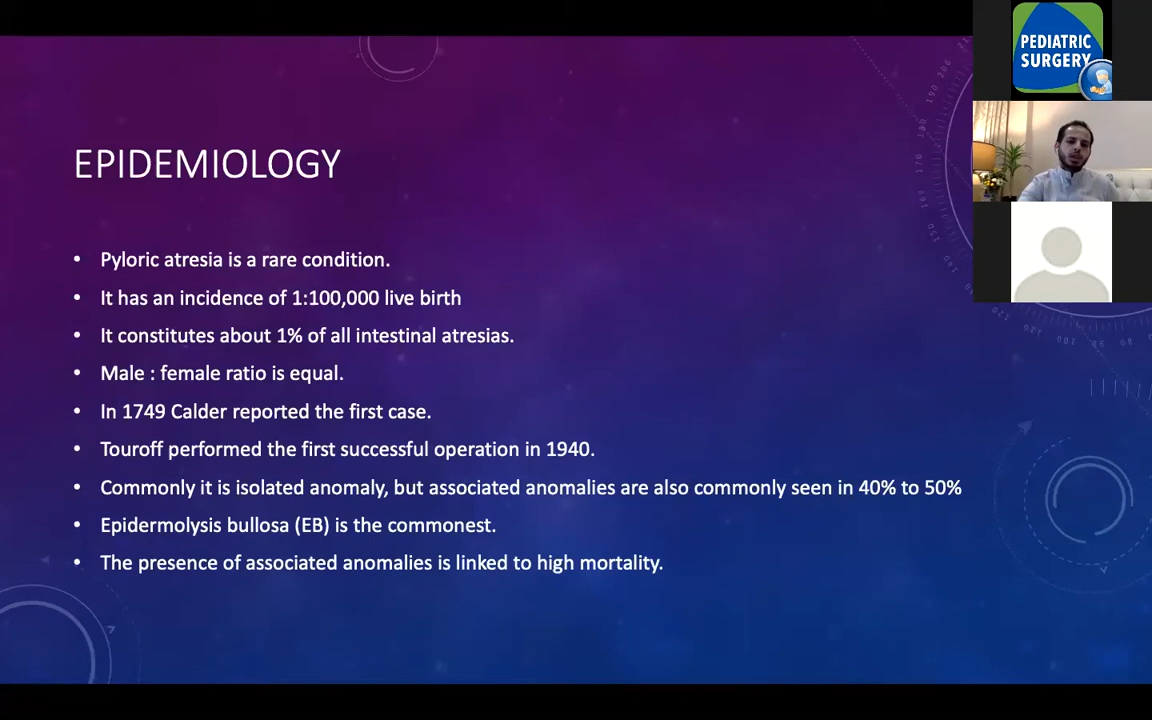 PEDIATRIC
SURGERY
EPIDEMIOLOGY
• Pyloric atresia is a rare condition.
• It has an incidence of 1:100,000 live birth
• It constitutes about 1% of all intestinal atresias.
• Male : female ratio is equal.
• In 1749 Calder reported the first case.
• Touroff performed the first successful operation in 1940.
• Commonly it is isolated anomaly, but associated anomalies are also commonly seen in 40% to 50%
• Epidermolysis bullosa (EB) is the commonest.
• The presence of associated anomalies is linked to high mortality.